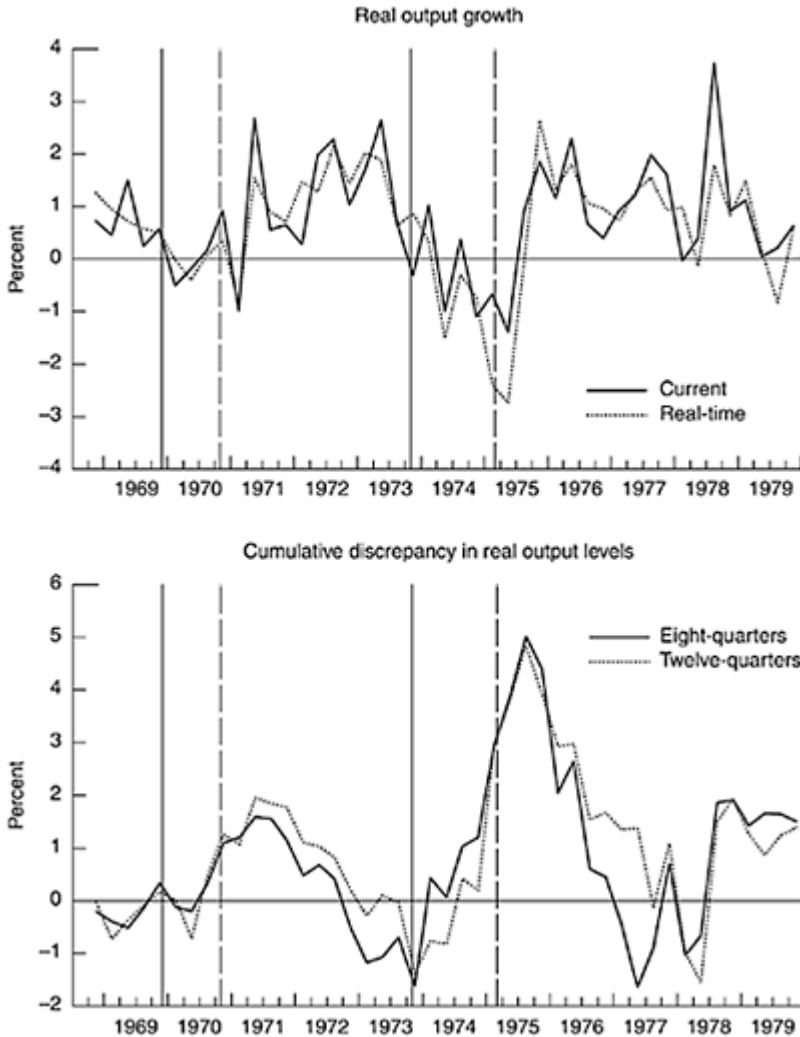 Real output growth
4
3
2
1
0
−1
−2
−3
−4
Percent
Current
Real-time
1969 1970 1971 1972 1973 1974 1975 1976 1977 1978 1979
Cumulative discrepancy in real output levels
6
5
4
3
2
1
0
−1
−2
Percent
Eight-quarters
Twelve-quarters
1969 1970 1971 1972 1973 1974 1975 1976 1977 1978 1979